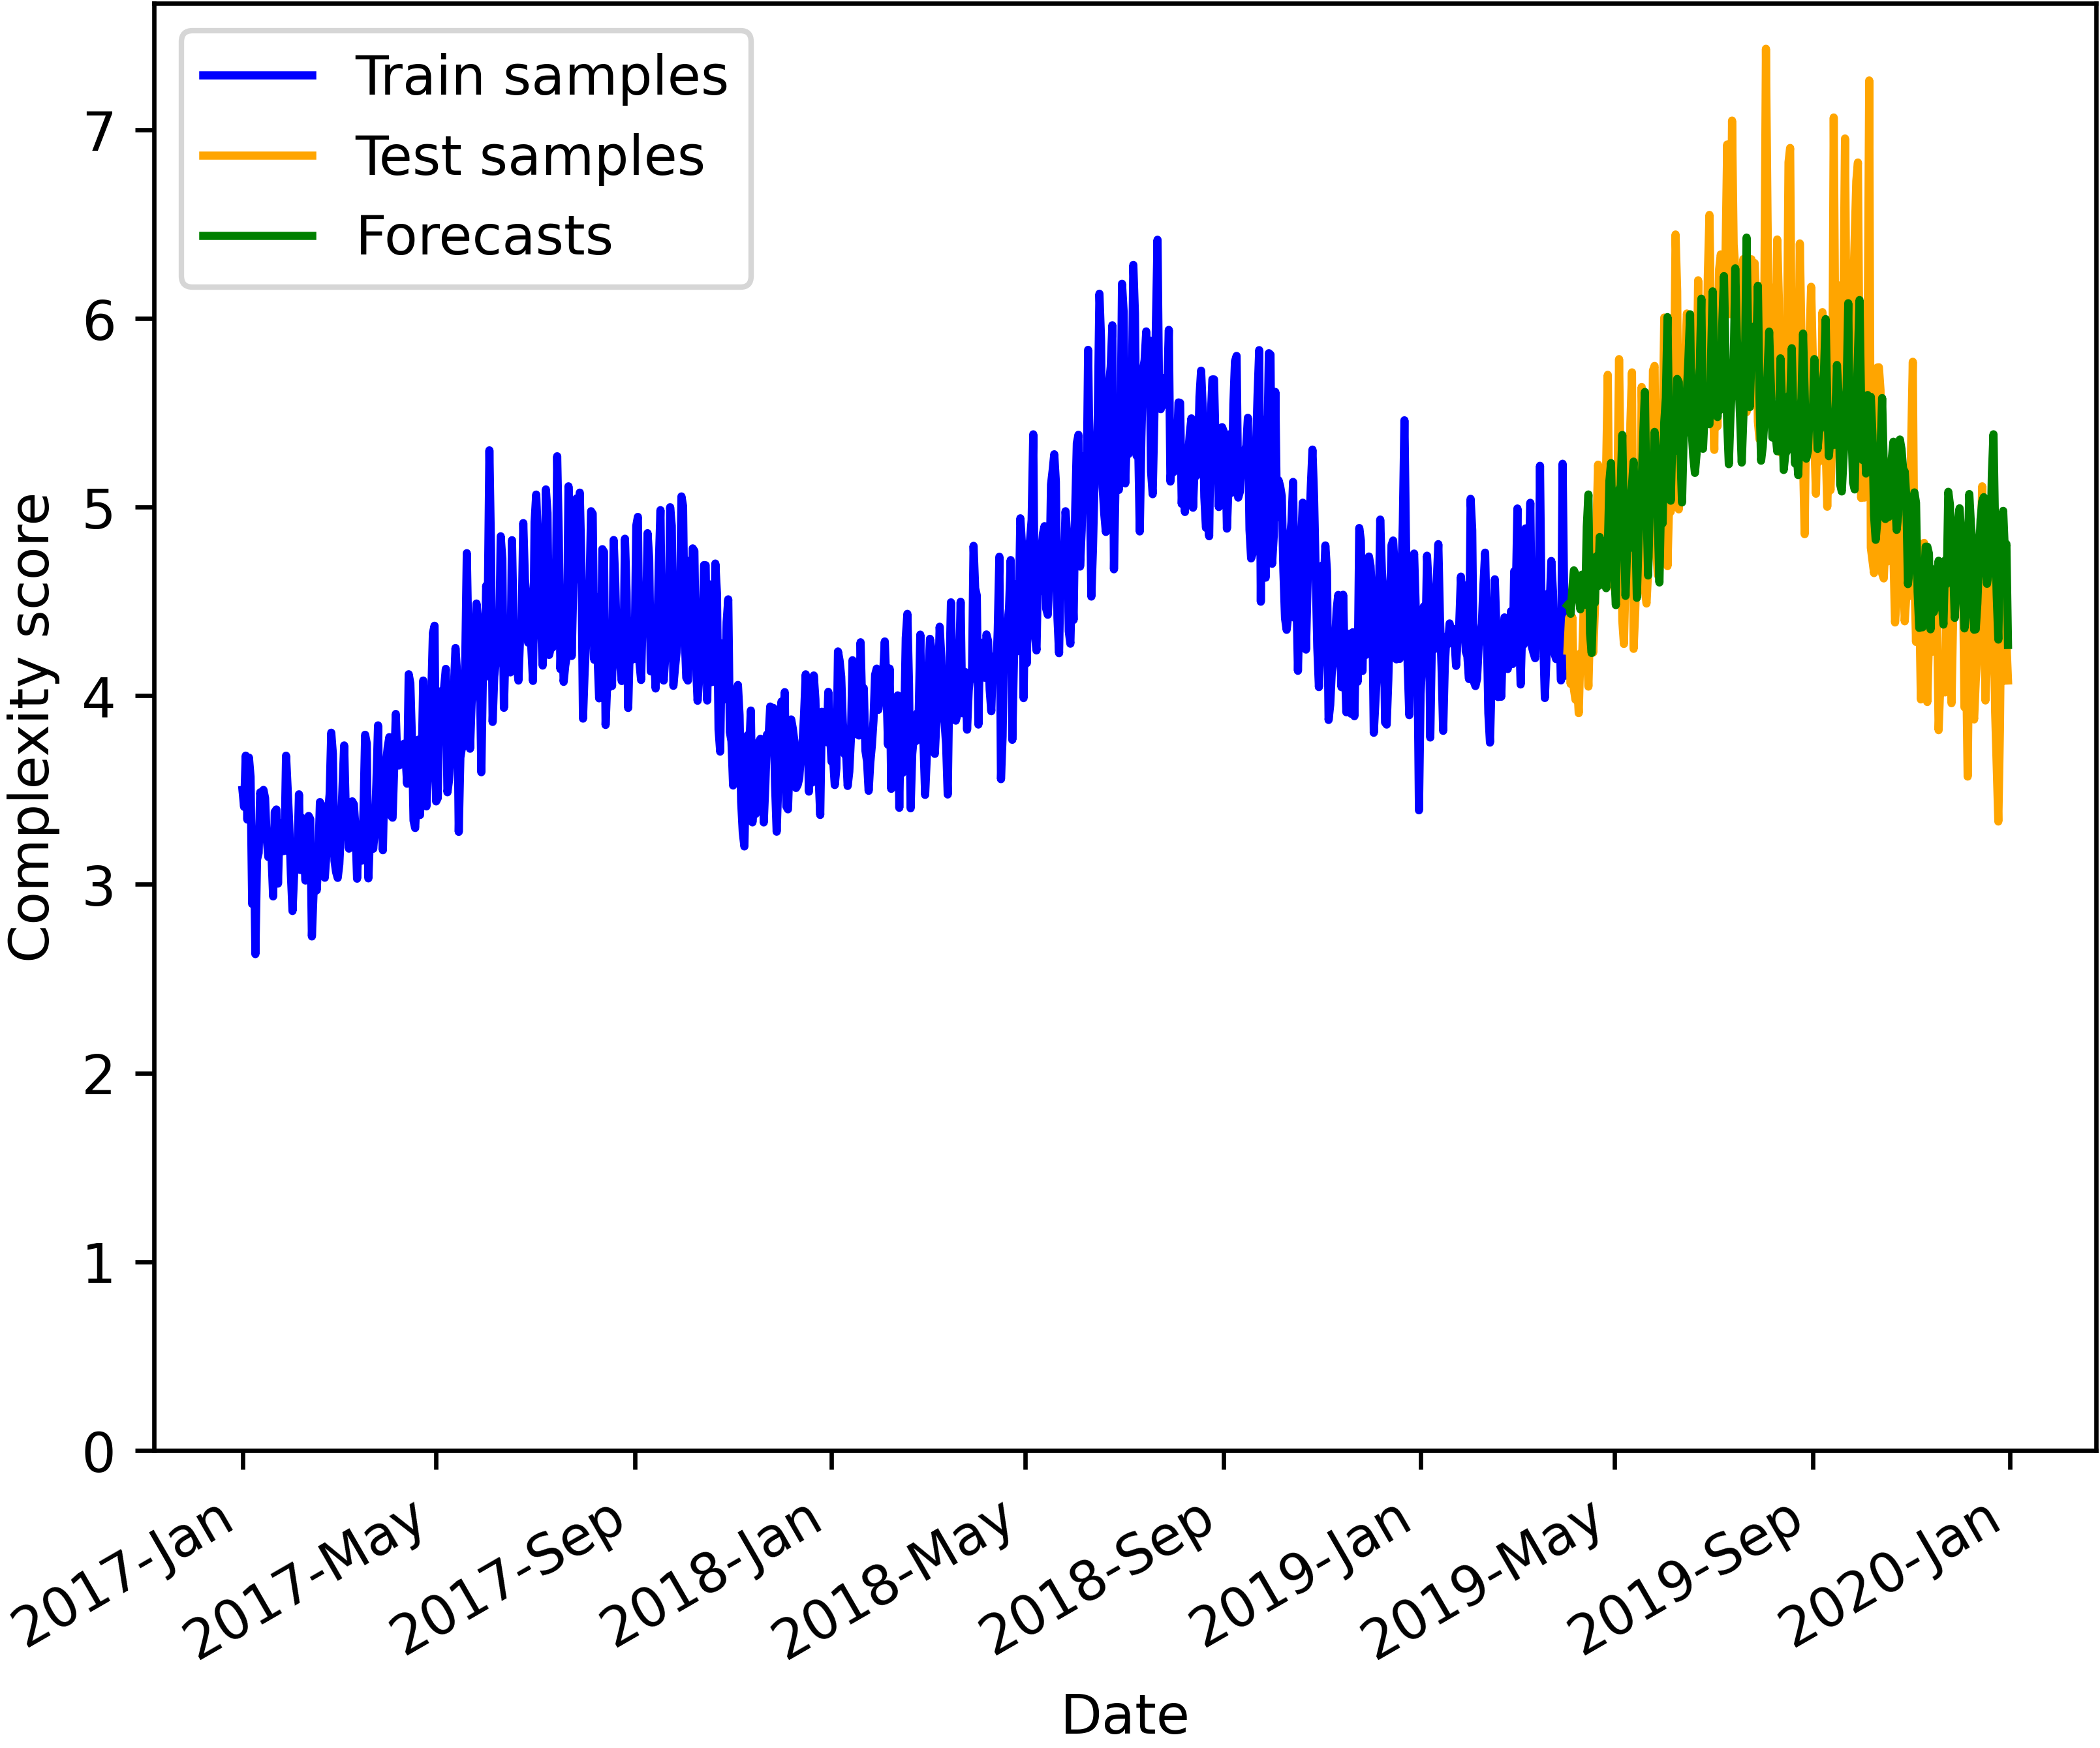 Train samples
Test samples
Forecasts
7
6
5
4
3
2
1
0
Complexity score
2017-Jan
2017-May
2017-Sep
2018-Jan
2018-May
2018-Sep
2019-Jan
2019-May
2019-Sep
2020-Jan
Date